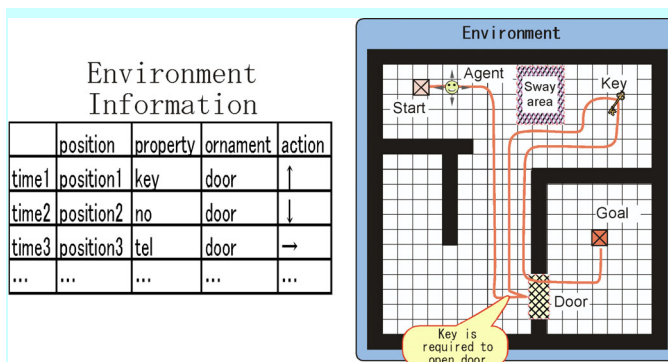 Environment
Information
position property ornament action
time1 position1 key door ↑
time2 position2 no door ↓
time3 position3 tel door →
... ... ... ... ...
Environment
Agent
Start
Sway
area
Key
Goal
Door
Key is
required to
open door